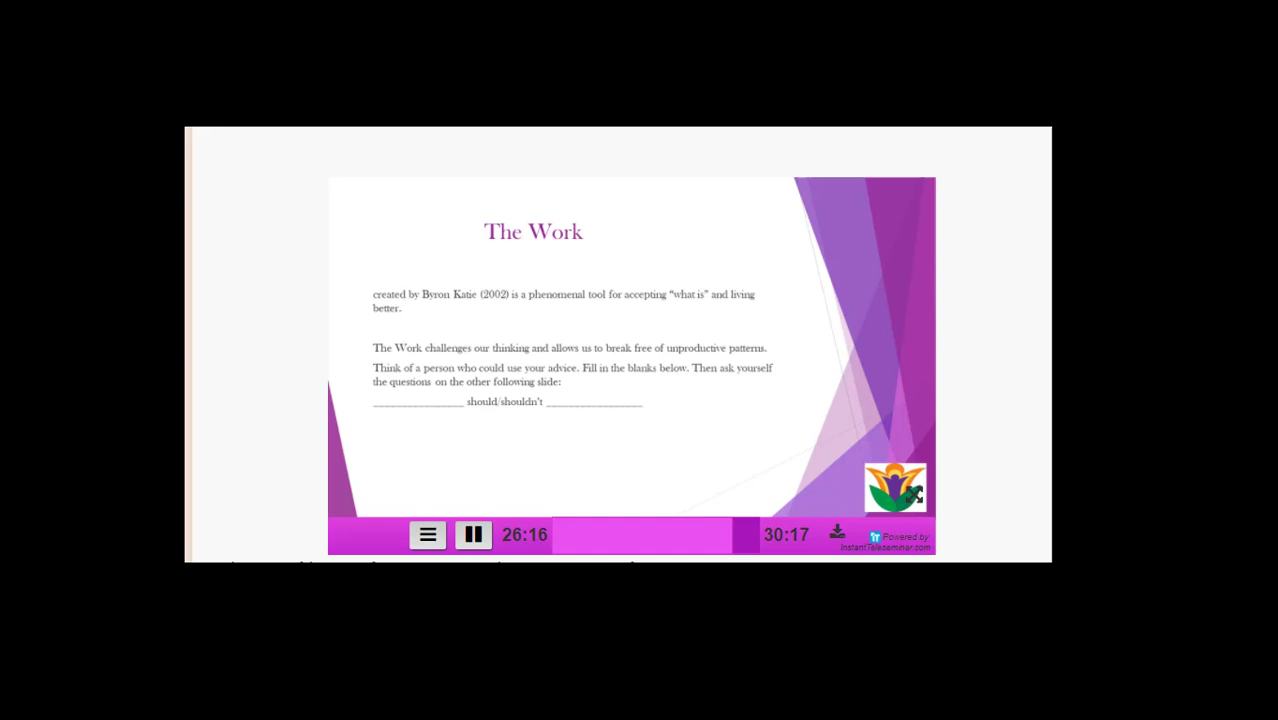 The Work
created by Byron Katie (2002) is a phenomenal tool for accepting “what is” and living
better.
The Work challenges our thinking and allows us to break free of unproductive patterns.
Think of a person who could use your advice. Fill in the blanks below. Then ask yourself
the questions on the other following slide:
________________ should/shouldn't ________________
26:16
30:17
Powered by
InstantTeleseminar.com